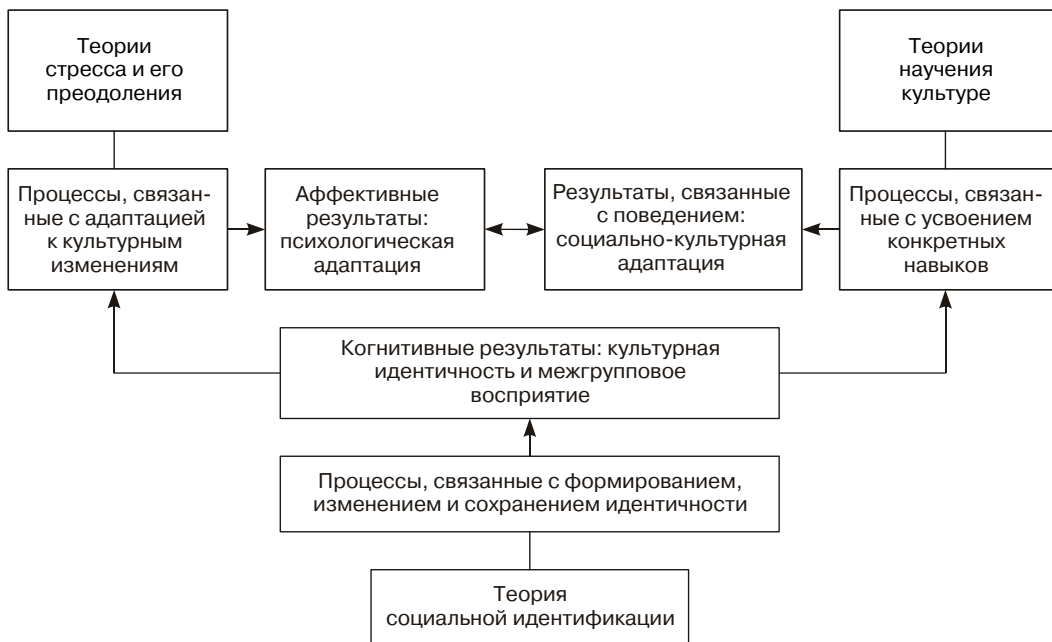 Теории
стресса и его
преодоления
Теории
научения
культуре
Процессы, связан-
ные с адаптацией
к культурным
изменениям
Аффективные
результаты:
психологическая
адаптация
Результаты, связанные
с поведением:
социально-культурная
адаптация
Процессы, связан-
ные с усвоением
конкретных
навыков
Когнитивные результаты: культурная
идентичность и межгрупповое
восприятие
Процессы, связанные с формированием,
изменением и сохранением идентичности
Теория
социальной идентификации